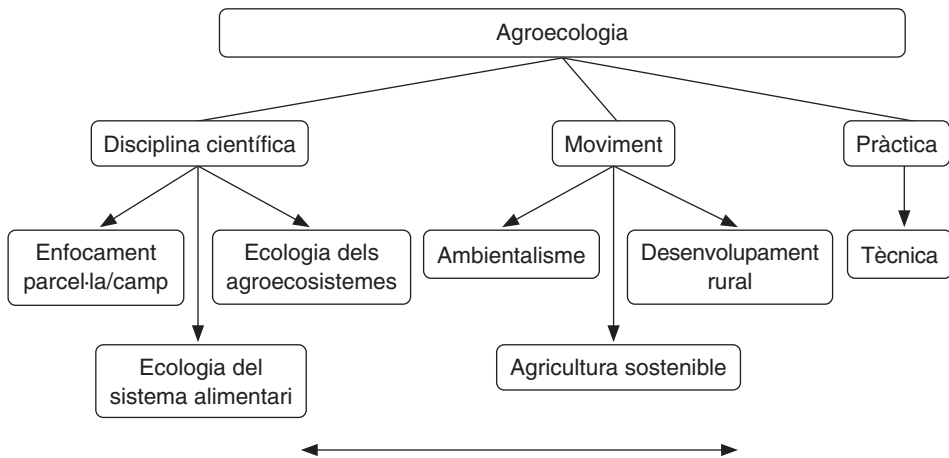 Agroecologia
Disciplina científica
Moviment
Pràctica
Enfocament
parcel·la/camp
Ecologia dels
agroecosistemes
Ambientalisme
Desenvolupament
rural
Tècnica
Ecologia del
sistema alimentari
Agricultura sostenible